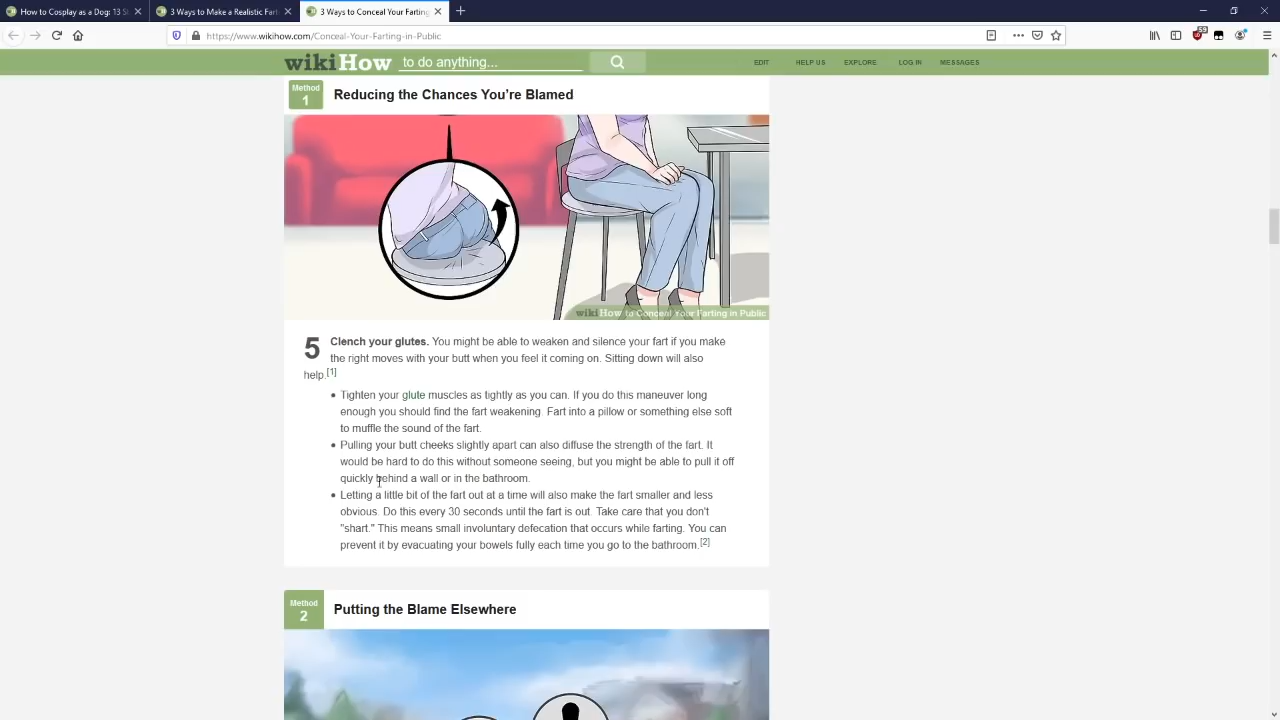 How to Cosplay as a Dog: 13 St
3 Ways to Make a Realistic Fart
3 Ways to Conceal Your Farting
https://www.wikihow.com/Conceal-Your-Farting-in-Public
wikiHow to do anything... EDIT HELP US EXPLORE LOG IN MESSAGES
Method
1
Reducing the Chances You're Blamed
wikiHow to Conceal Your Farting in Public
5 Clench your glutes. You might be able to weaken and silence your fart if you make
the right moves with your butt when you feel it coming on. Sitting down will also
help.[1]
• Tighten your glute muscles as tightly as you can. If you do this maneuver long
enough you should find the fart weakening. Fart into a pillow or something else soft
to muffle the sound of the fart.
• Pulling your butt cheeks slightly apart can also diffuse the strength of the fart. It
would be hard to do this without someone seeing, but you might be able to pull it off
quickly behind a wall or in the bathroom.
• Letting a little bit of the fart out at a time will also make the fart smaller and less
obvious. Do this every 30 seconds until the fart is out. Take care that you don't
"shart." This means small involuntary defecation that occurs while farting. You can
prevent it by evacuating your bowels fully each time you go to the bathroom.[2]
Method
2
Putting the Blame Elsewhere
!